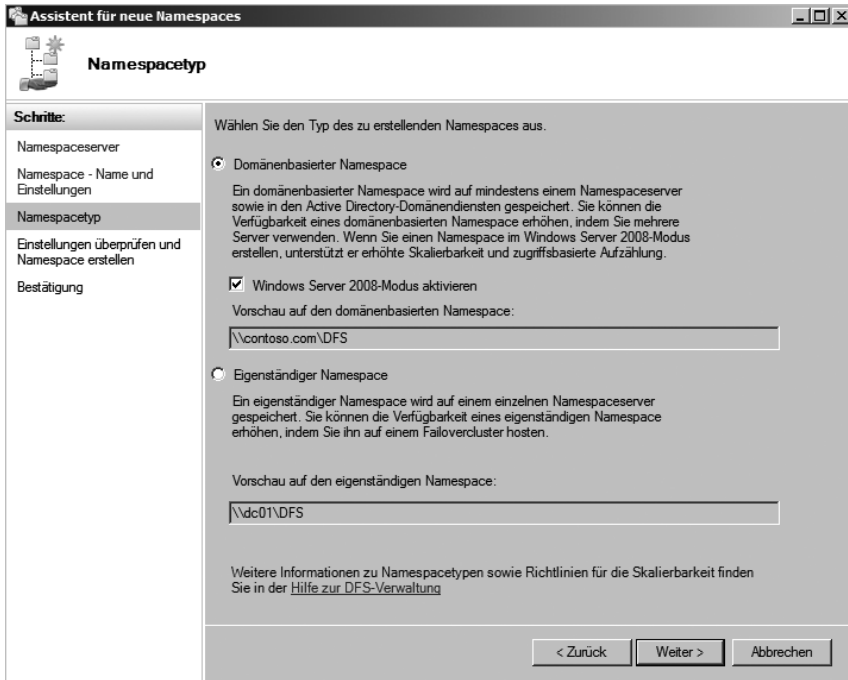 Assistent für neue Namespaces
Namespacetyp
Schritte:
Namespaceserver
Namespace - Name und
Einstellungen
Namespacetyp
Einstellungen überprüfen und
Namespace erstellen
Bestätigung
Wählen Sie den Typ des zu erstellenden Namespaces aus.
Domänenbasierter Namespace
Ein domänenbasierter Namespace wird auf mindestens einem Namespaceserver
sowie in den Active Directory-Domänendiensten gespeichert. Sie können die
Verfügbarkeit eines domänenbasierten Namespace erhöhen, indem Sie mehrere
Server verwenden. Wenn Sie einen Namespace im Windows Server 2008-Modus
erstellen, unterstützt er erhöhte Skalierbarkeit und zugriffsbasierte Aufzählung.
Windows Server 2008-Modus aktivieren
Vorschau auf den domänenbasierten Namespace:
\\contoso.com\DFS
Eigenständiger Namespace
Ein eigenständiger Namespace wird auf einem einzelnen Namespaceserver
gespeichert. Sie können die Verfügbarkeit eines eigenständigen Namespace
erhöhen, indem Sie ihn auf einem Failovercluster hosten.
Vorschau auf den eigenständigen Namespace:
\\dc01\DFS
Weitere Informationen zu Namespacetypen sowie Richtlinien für die Skalierbarkeit finden
Sie in der Hilfe zur DFS-Verwaltung
< Zurück
Weiter >
Abbrechen